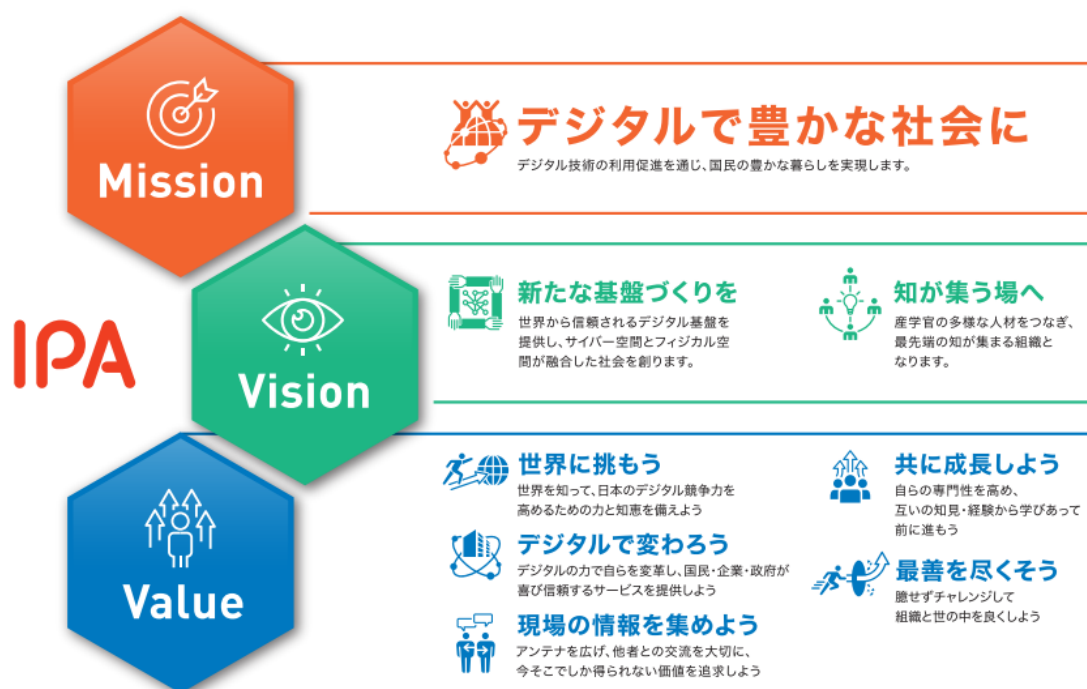 Mission
デジタルで豊かな社会に
デジタル技術の利用促進を通じ、国民の豊かな暮らしを実現します。
IPA
Vision
新たな基盤づくりを
世界から信頼されるデジタル基盤を
提供し、サイバー空間とフィジカル空
間が融合した社会を創ります。
知が集う場へ
産学官の多様な人材をつなぎ、
最先端の知が集まる組織と
なります。
Value
世界に挑もう
世界を知って、日本のデジタル競争力を
高めるための力と知恵を備えよう
デジタルで変わろう
デジタルの力で自らを変革し、国民・企業・政府が
喜び信頼するサービスを提供しよう
現場の情報を集めよう
アンテナを広げ、他者との交流を大切に、
今そこでしか得られない価値を追求しよう
共に成長しよう
自らの専門性を高め、
互いの知見・経験から学びあって
前に進もう
最善を尽くそう
臆せずチャレンジして
組織と世の中を良くしよう